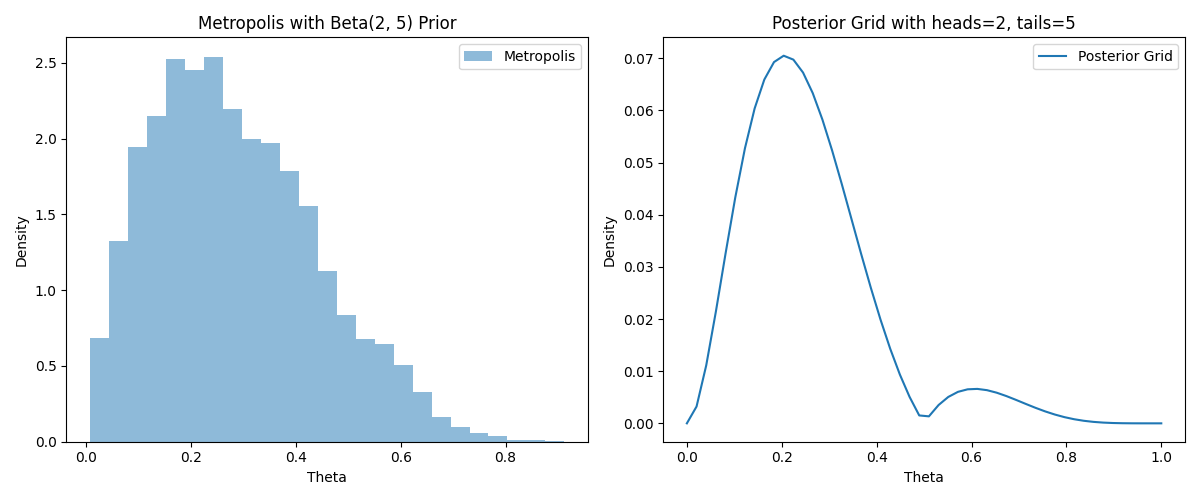 Metropolis with Beta(2, 5) Prior
Metropolis
2.5
2.0
1.5
1.0
0.5
0.0
Density
0.0 0.2 0.4 0.6 0.8
Theta
Posterior Grid with heads=2, tails=5
Posterior Grid
0.07
0.06
0.05
0.04
0.03
0.02
0.01
0.00
Density
0.0 0.2 0.4 0.6 0.8 1.0
Theta